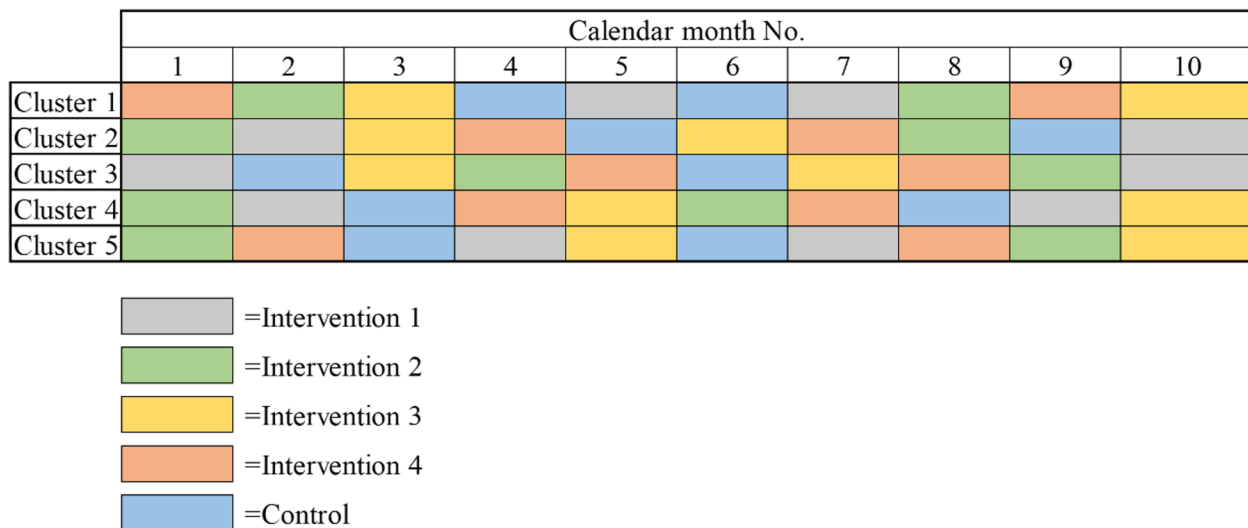 Calendar month No.
1 2 3 4 5 6 7 8 9 10
Cluster 1
Cluster 2
Cluster 3
Cluster 4
Cluster 5
=Intervention 1
=Intervention 2
=Intervention 3
=Intervention 4
=Control